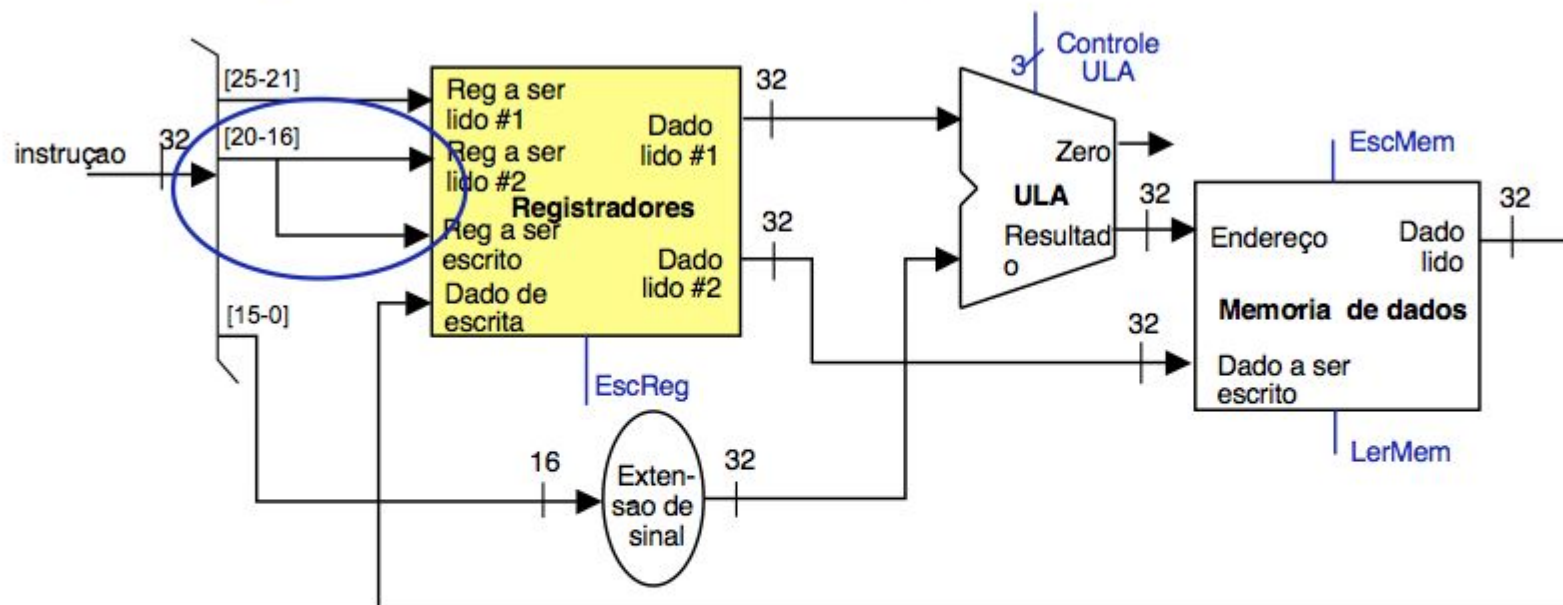 instruçao
32
[25-21]
[20-16]
[15-0]
Reg a ser
lido #1
Reg a ser
lido #2
Registradores
Reg a ser
escrito
Dado de
escrita
Dado
lido #1
Dado
lido #2
EscReg
32
32
16
Exten-
sao de
sinal
32
3
Controle
ULA
Zero
ULA
Resultad
o
32
32
EscMem
Endereço
Dado
lido
Memoria de dados
Dado a ser
escrito
LerMem
32